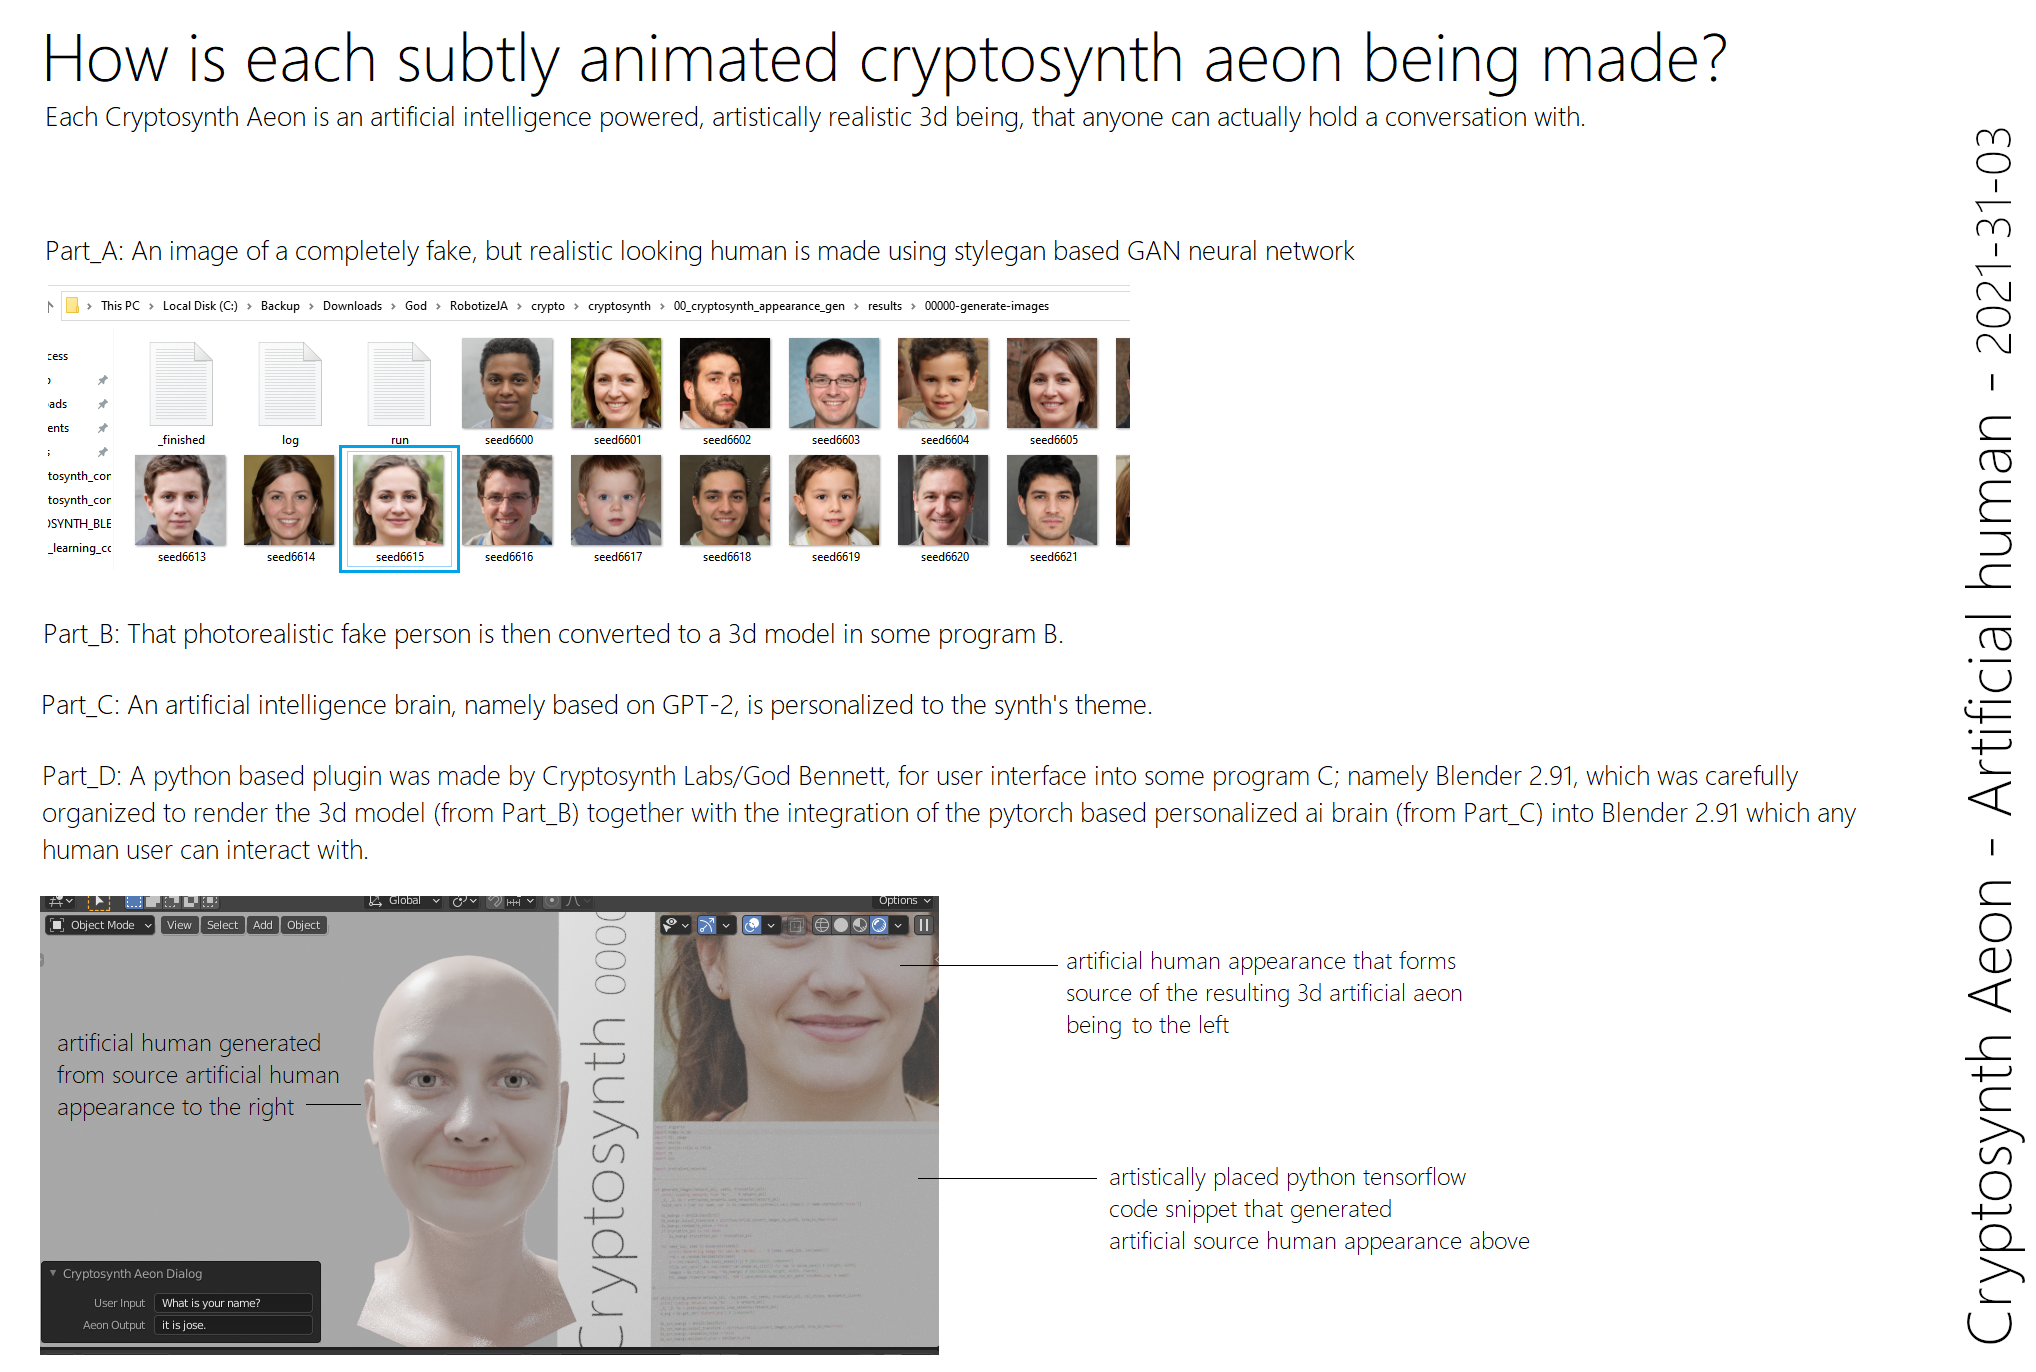 How is each subtly animated cryptosynth aeon being made?
Each Cryptosynth Aeon is an artificial intelligence powered, artistically realistic 3d being, that anyone can actually hold a conversation with.
Part_A: An image of a completely fake, but realistic looking human is made using stylegan based GAN neural network
This PC > Local Disk (C:) > Backup > Downloads > God > RobotizeJA > crypto > cryptosynth > 00_cryptosynth_appearance_gen > results > 00000-generate-images
cess
ads
ents
s
tosynth_cor
tosynth_cor
OSYNTH_BLE
_learning_cc
_finished log run seed6600 seed6601 seed6602 seed6603 seed6604 seed6605
seed6613 seed6614 seed6615 seed6616 seed6617 seed6618 seed6619 seed6620 seed6621
Part_B: That photorealistic fake person is then converted to a 3d model in some program B.
Part_C: An artificial intelligence brain, namely based on GPT-2, is personalized to the synth's theme.
Part_D: A python based plugin was made by Cryptosynth Labs/God Bennett, for user interface into some program C; namely Blender 2.91, which was carefully
organized to render the 3d model (from Part_B) together with the integration of the pytorch based personalized ai brain (from Part_C) into Blender 2.91 which any
human user can interact with.
Global Options
Object Mode View Select Add Object
artificial human generated
from source artificial human
appearance to the right
Cryptosynth 000
Cryptosynth Aeon Dialog
User Input What is your name?
Aeon Output it is jose.
artificial human appearance that forms
source of the resulting 3d artificial aeon
being to the left
artistically placed python tensorflow
code snippet that generated
artificial source human appearance above
Cryptosynth Aeon - Artificial human - 2021-31-03